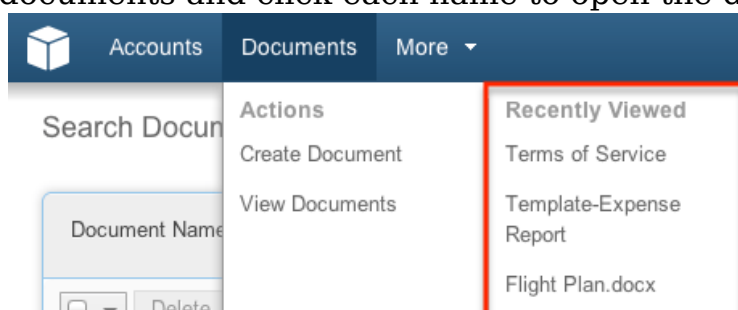 documents and click each name to open the
Accounts Documents More
Actions Recently Viewed
Search Docun
Create Document Terms of Service
View Documents Template-Expense
Document Name Report
Flight Plan.docx
Delete